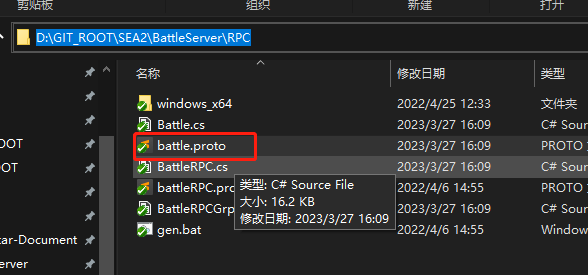 剪贴板
组织
新建
打开
D:\GIT_ROOT\SEA2\BattleServer\RPC
名称
修改日期
类型
windows_x64
2022/4/25 12:33
文件夹
Battle.cs
2023/3/27 16:09
C# Sour
battle.proto
2023/3/27 16:09
PROTO
OOT
BattleRPC.cs
2023/3/27 16:09
C# Sour
OT
BattleRPC.pro
2022/4/6 14:55
PROTO
BattleRPCGrp
2023/3/27 16:09
C# Sour
tar-Document
gen.bat
2022/4/6 14:55
Window
erver
类型: C# Source File
大小: 16.2 KB
修改日期: 2023/3/27 16:09